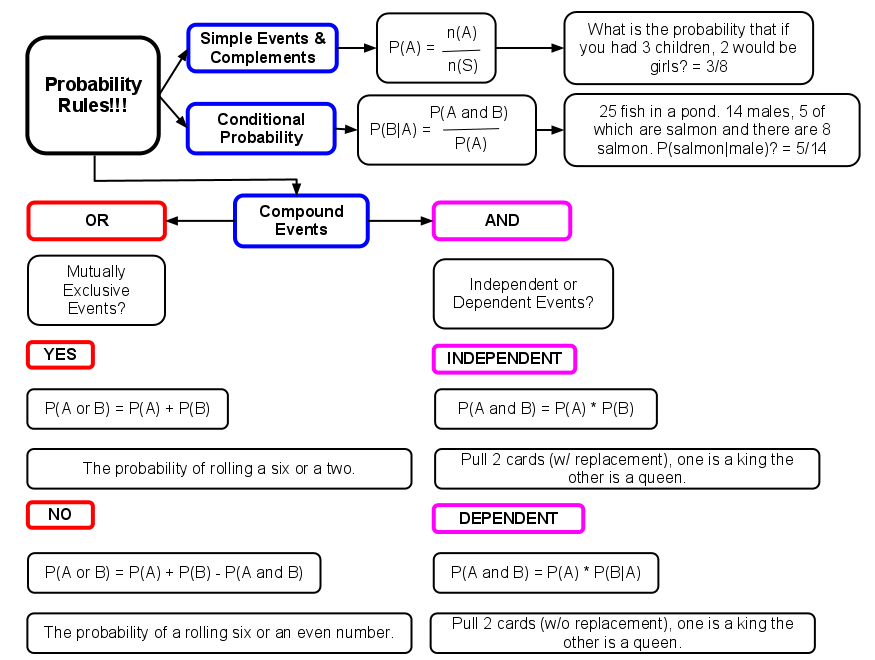 Probability
Rules!!!
Simple Events &
Complements
P(A) = n(A)
n(S)
What is the probability that if
you had 3 children, 2 would be
girls? = 3/8
Conditional
Probability
P(B|A) = P(A and B)
P(A)
25 fish in a pond. 14 males, 5 of
which are salmon and there are 8
salmon. P(salmon|male)? = 5/14
Compound
Events
OR
Mutually
Exclusive
Events?
YES
P(A or B) = P(A) + P(B)
The probability of rolling a six or a two.
NO
P(A or B) = P(A) + P(B) - P(A and B)
The probability of a rolling six or an even number.
AND
Independent or
Dependent Events?
INDEPENDENT
P(A and B) = P(A) * P(B)
Pull 2 cards (w/ replacement), one is a king the
other is a queen.
DEPENDENT
P(A and B) = P(A) * P(B|A)
Pull 2 cards (w/o replacement), one is a king the
other is a queen.